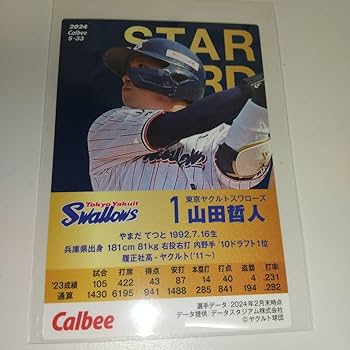 2024
Calbee
S-33
STAR
RD
Tokyo Yakult
Swallows
東京ヤクルトスワローズ
1 山田哲人
やまだ てつと 1992.7.16生
兵庫県出身 181cm 81kg 右投右打 内野手 '10ドラフト1位
履正社高-ヤクルト('11~)
試合 打席 得点 安打 本塁打 打点 盗塁 三振 打率
'23成績 105 422 43 87 14 40 4 .231
通算 1430 6195 941 1488 285 841 194 .282
選手データ 2024年2月末時点
データ提供:データスタジアム株式会社
©ヤクルト球団
Calbee